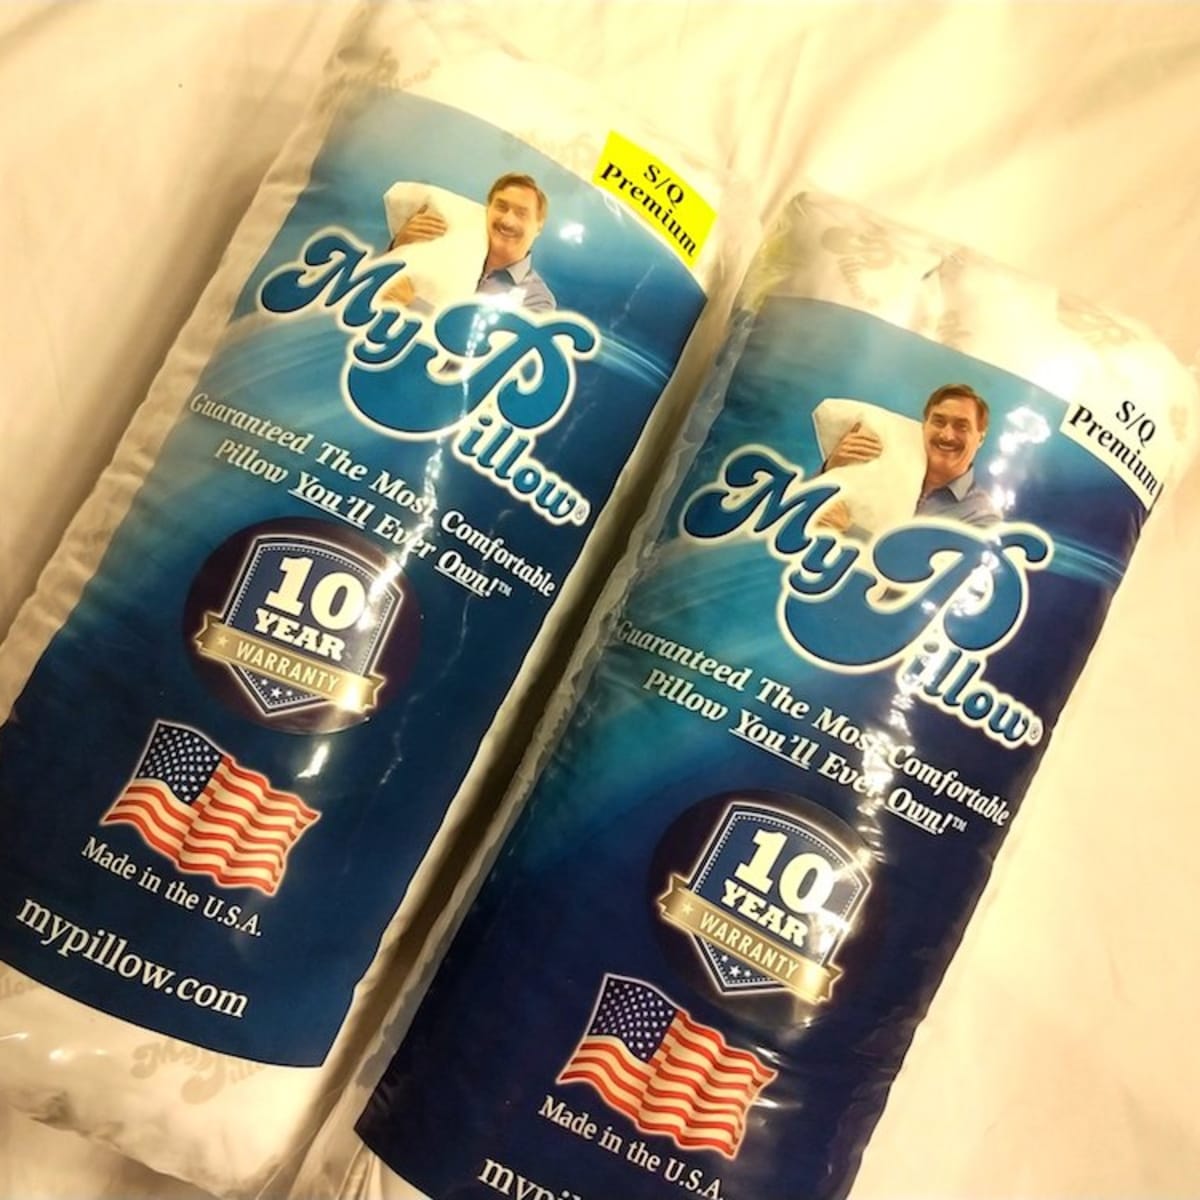 S/Q
Premium
MyPillow®
Guaranteed The Most Comfortable
Pillow You'll Ever Own!™
10
YEAR
WARRANTY
Made in the U.S.A.
mypillow.com
MyPillow
S/Q
Premium
MyPillow®
Guaranteed The Most Comfortable
Pillow You'll Ever Own!™
10
YEAR
WARRANTY
Made in the U.S.A.